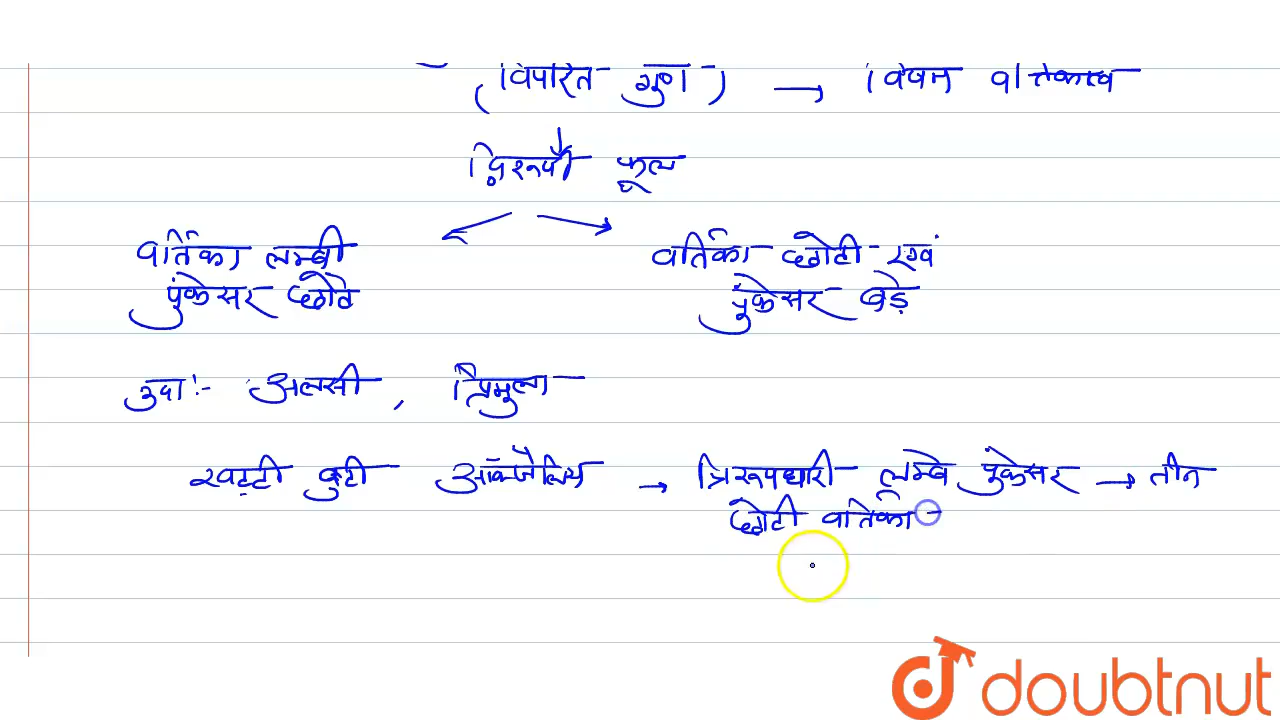 (विपरित गुण) → विषम वर्तिकात्व
द्विरूपी फूल
वर्तिका लम्बी
पुंकेसर छोटे
वर्तिका छोटी एवं
पुंकेसर बड़े
उदा :- अलसी , प्रिमुला
खट्टी बुटी ऑक्जैलिस → त्रिरूपधारी लम्बे पुंकेसर → तीन
छोटी वर्तिका
doubtnut